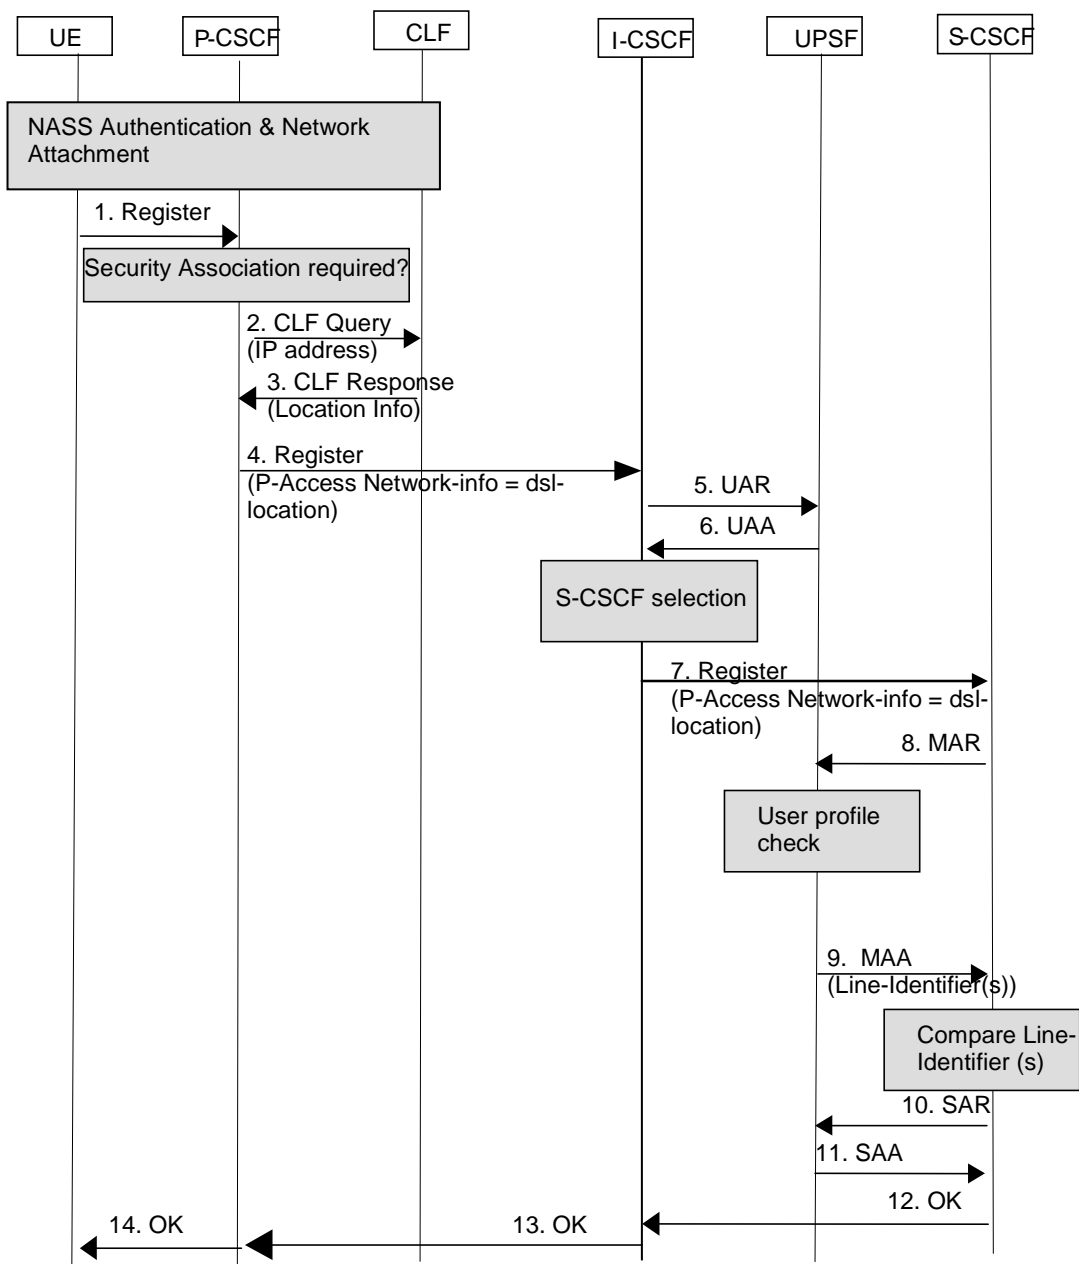 UE
P-CSCF
CLF
I-CSCF
UPSF
S-CSCF
NASS Authentication & Network
Attachment
1. Register
Security Association required?
2. CLF Query
(IP address)
3. CLF Response
(Location Info)
4. Register
(P-Access Network-info = dsl-
location)
5. UAR
6. UAA
S-CSCF selection
7. Register
(P-Access Network-info = dsl-
location)
8. MAR
User profile
check
9. MAA
(Line-Identifier(s))
Compare Line-
Identifier (s)
10. SAR
11. SAA
12. OK
13. OK
14. OK